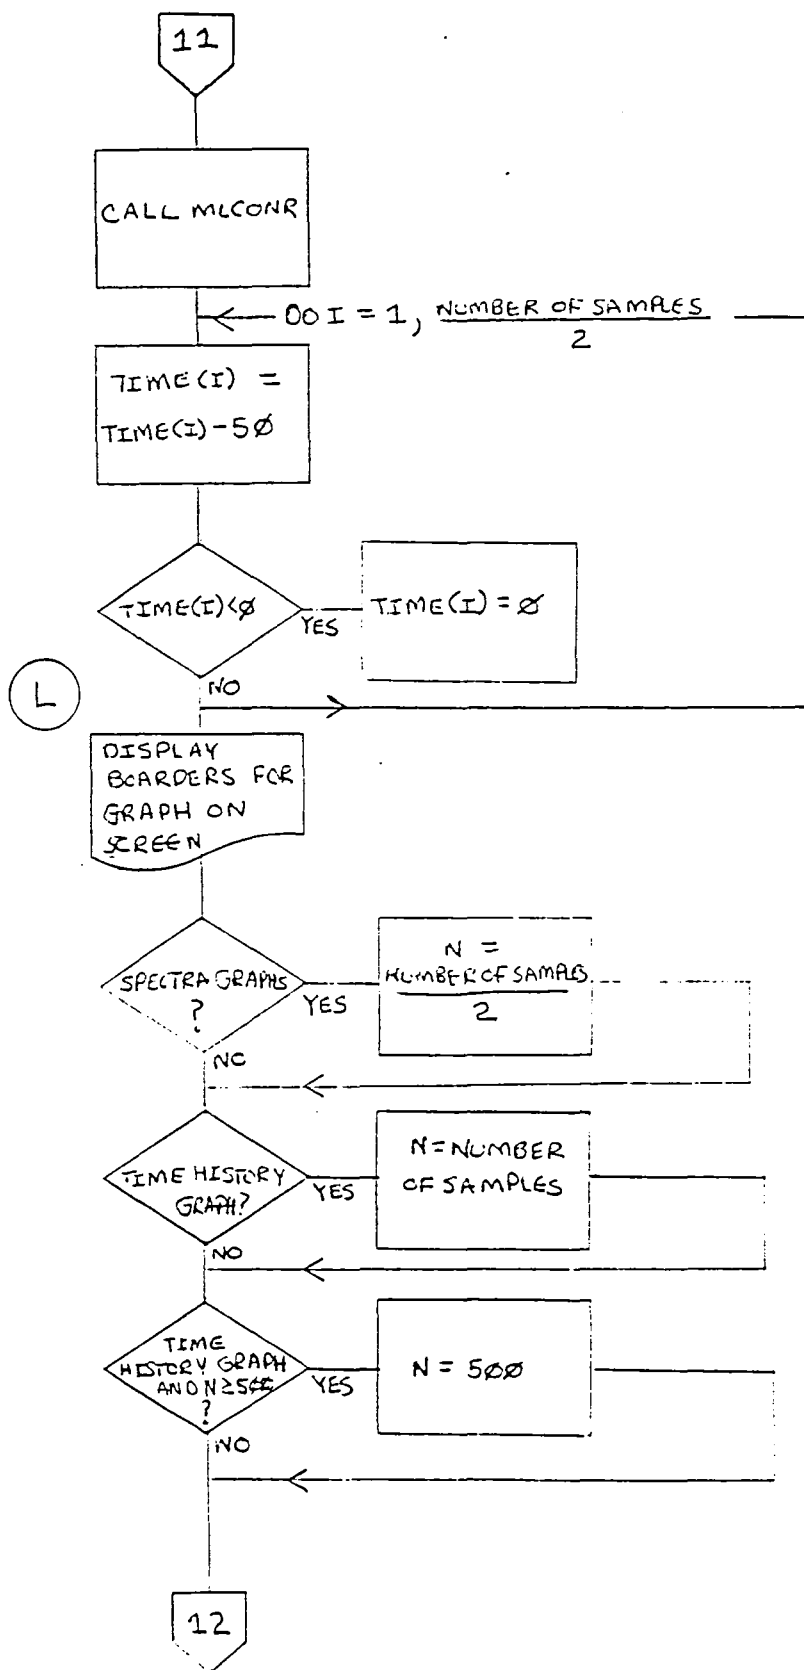 11
CALL MLCONR
DO I = 1, NUMBER OF SAMPLES
2
TIME(I) =
TIME(I) - 5Ø
TIME(I)<Ø
YES
TIME(I) = Ø
NO
L
DISPLAY
BOARDERS FOR
GRAPH ON
SCREEN
SPECTRA GRAPHS
?
YES
N =
NUMBER OF SAMPLES
2
NO
TIME HISTORY
GRAPH?
YES
N = NUMBER
OF SAMPLES
NO
TIME
HISTORY GRAPH
AND N ≥ 5ØØ
?
YES
N = 5ØØ
NO
12